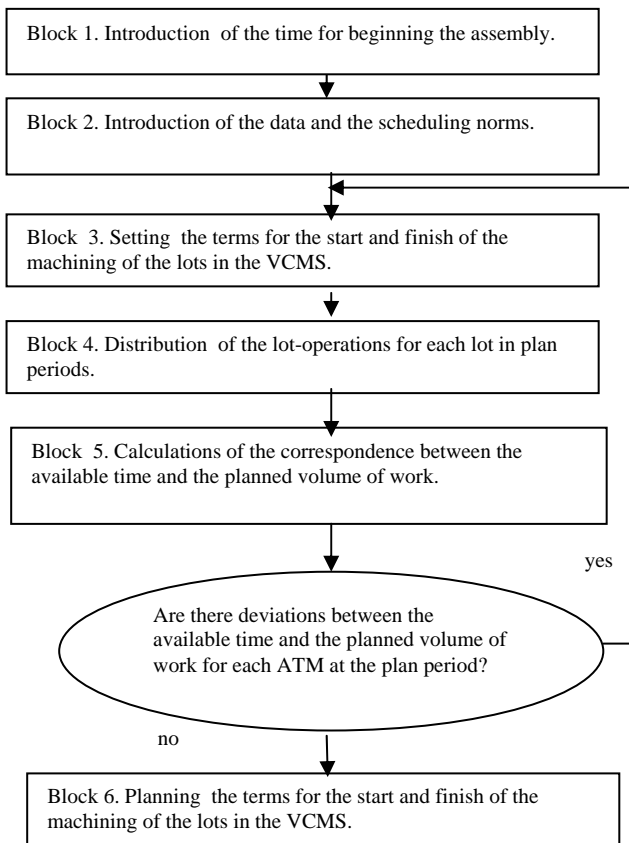 Block 1. Introduction of the time for beginning the assembly.
Block 2. Introduction of the data and the scheduling norms.
Block 3. Setting the terms for the start and finish of the
machining of the lots in the VCMS.
Block 4. Distribution of the lot-operations for each lot in plan
periods.
Block 5. Calculations of the correspondence between the
available time and the planned volume of work.
yes
Are there deviations between the
available time and the planned volume of
work for each ATM at the plan period?
no
Block 6. Planning the terms for the start and finish of the
machining of the lots in the VCMS.